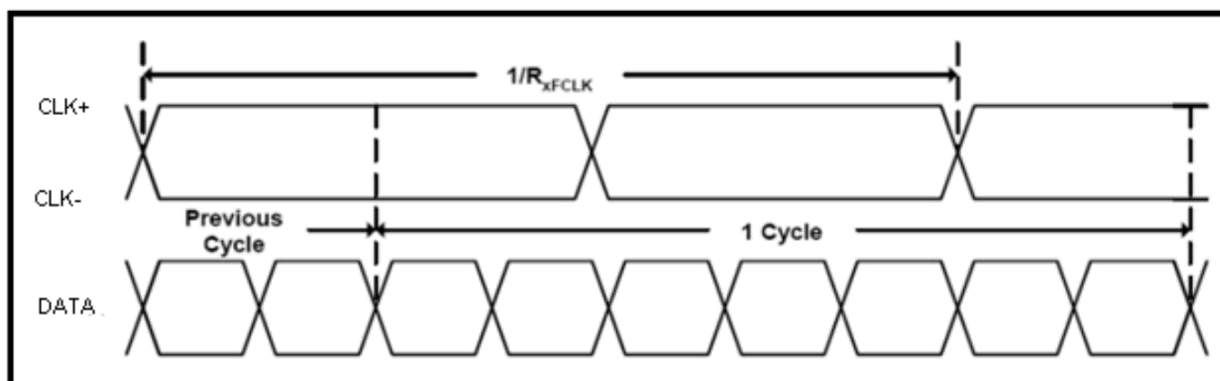 1/RxFCLK
CLK+
CLK-
Previous
Cycle
1 Cycle
DATA